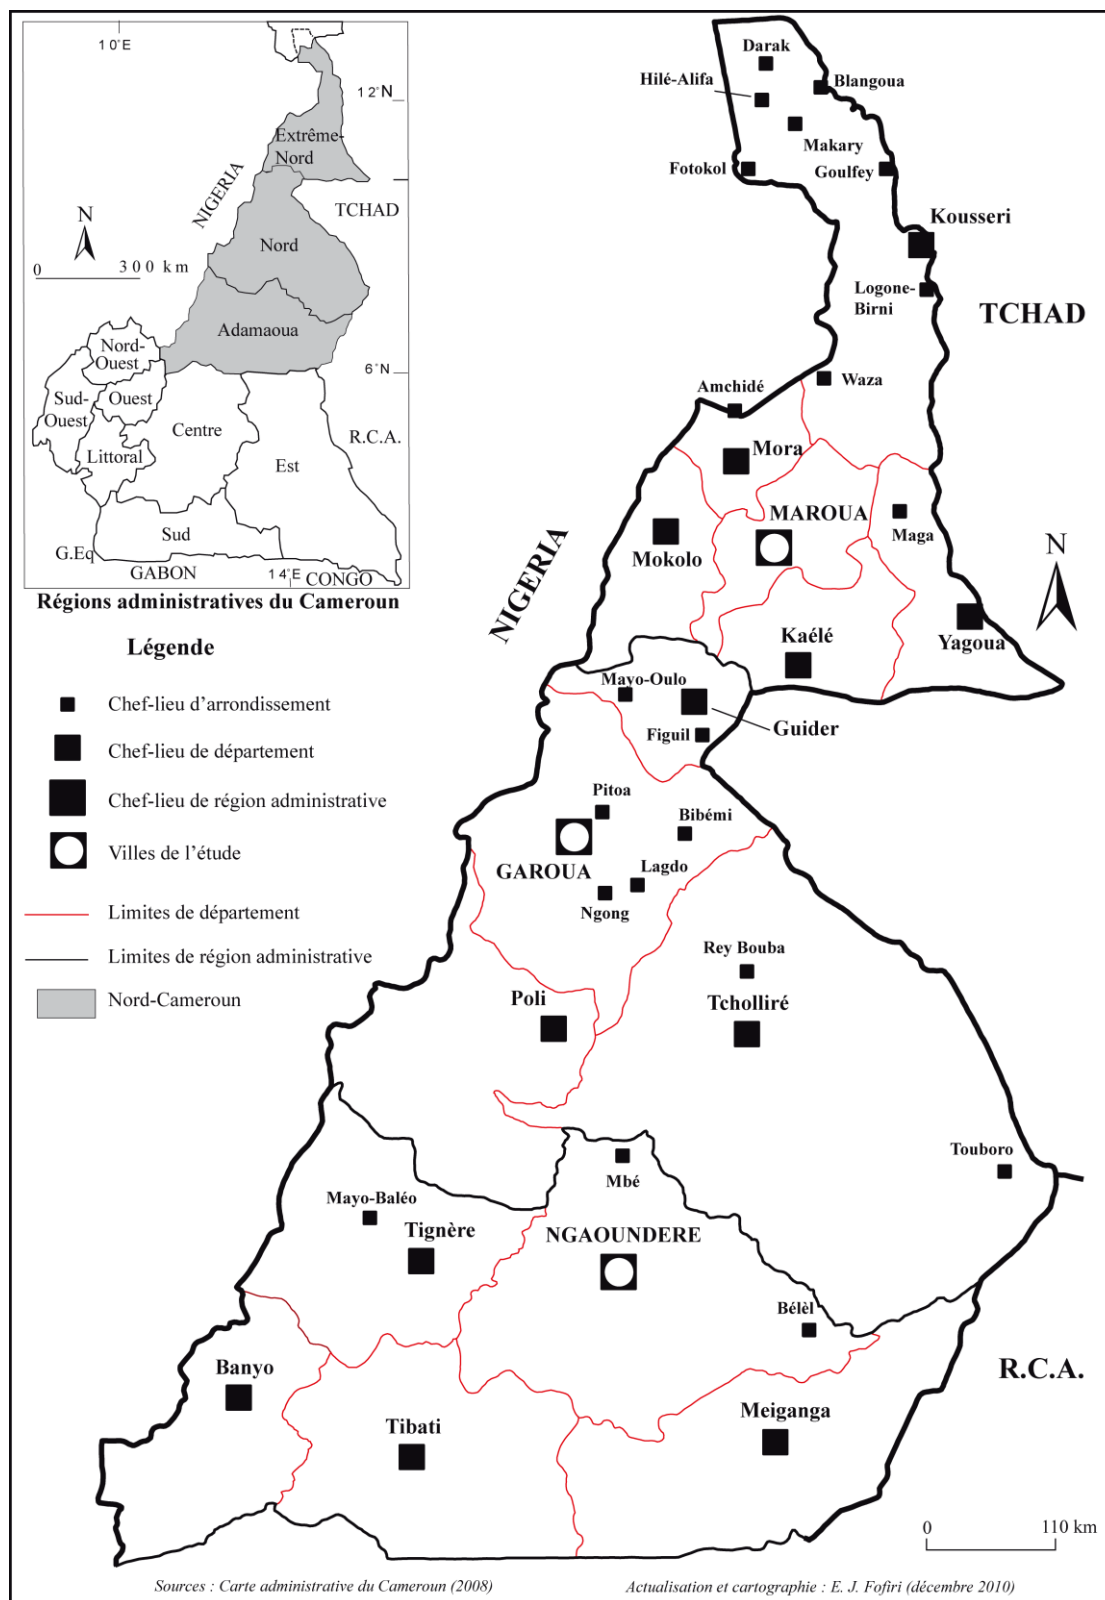 10°E
12°N
Extrême-
Nord
NIGERIA
TCHAD
N
0 300 km
Nord
Adamaoua
Nord-
Ouest
6°N
Sud-
Ouest
Ouest
Centre
R.C.A.
Littoral
Est
Sud
G.Eq
GABON
14°E
CONGO
Régions administratives du Cameroun
Légende
Chef-lieu d'arrondissement
Chef-lieu de département
Chef-lieu de région administrative
Villes de l'étude
Limites de département
Limites de région administrative
Nord-Cameroun
Darak
Hilé-Alifa
Blangoua
Makary
Fotokol
Goulfey
Kousseri
Logone-
Birni
TCHAD
Waza
Amchidé
Mora
MAROUA
Maga
Mokolo
N
NIGERIA
Kaélé
Yagoua
Mayo-Oulo
Guider
Figuil
Pitoa
Bibémi
GAROUA
Lagdo
Ngong
Rey Bouba
Poli
Tcholliré
Touboro
Mbé
Mayo-Baléo
Tignère
NGAOUNDERE
Bélèl
Banyo
R.C.A.
Tibati
Meiganga
0 110 km
Sources : Carte administrative du Cameroun (2008)
Actualisation et cartographie : E. J. Fofiri (décembre 2010)